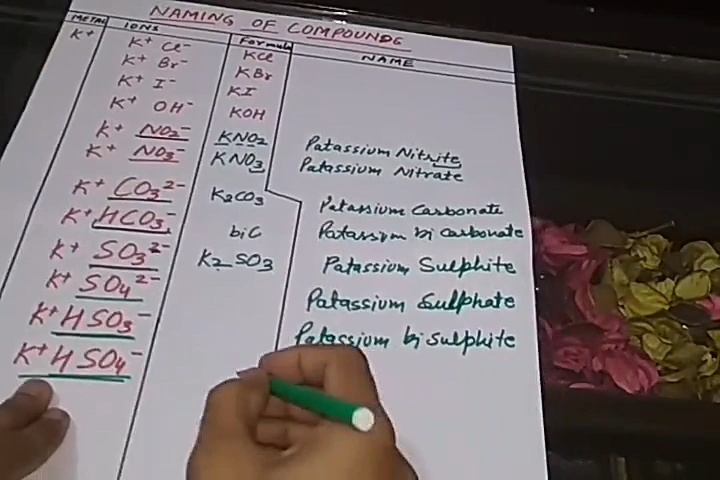 NAMING OF COMPOUNDS
METAL IONS Formula NAME
K⁺ K⁺ Cl⁻ KCl
K⁺ Br⁻ KBr
K⁺ I⁻ KI
K⁺ OH⁻ KOH
K⁺ NO₂⁻ KNO₂ Patassium Nitrite
K⁺ NO₃⁻ KNO₃ Patassium Nitrate
K⁺ CO₃²⁻ K₂CO₃ Patassium Carbonate
K⁺ HCO₃⁻ biC Patassium bi carbonate
K⁺ SO₃²⁻ K₂SO₃ Patassium Sulphite
K⁺ SO₄²⁻ Patassium Sulphate
K⁺ HSO₃⁻ Patassium bi sulphite
K⁺ HSO₄⁻